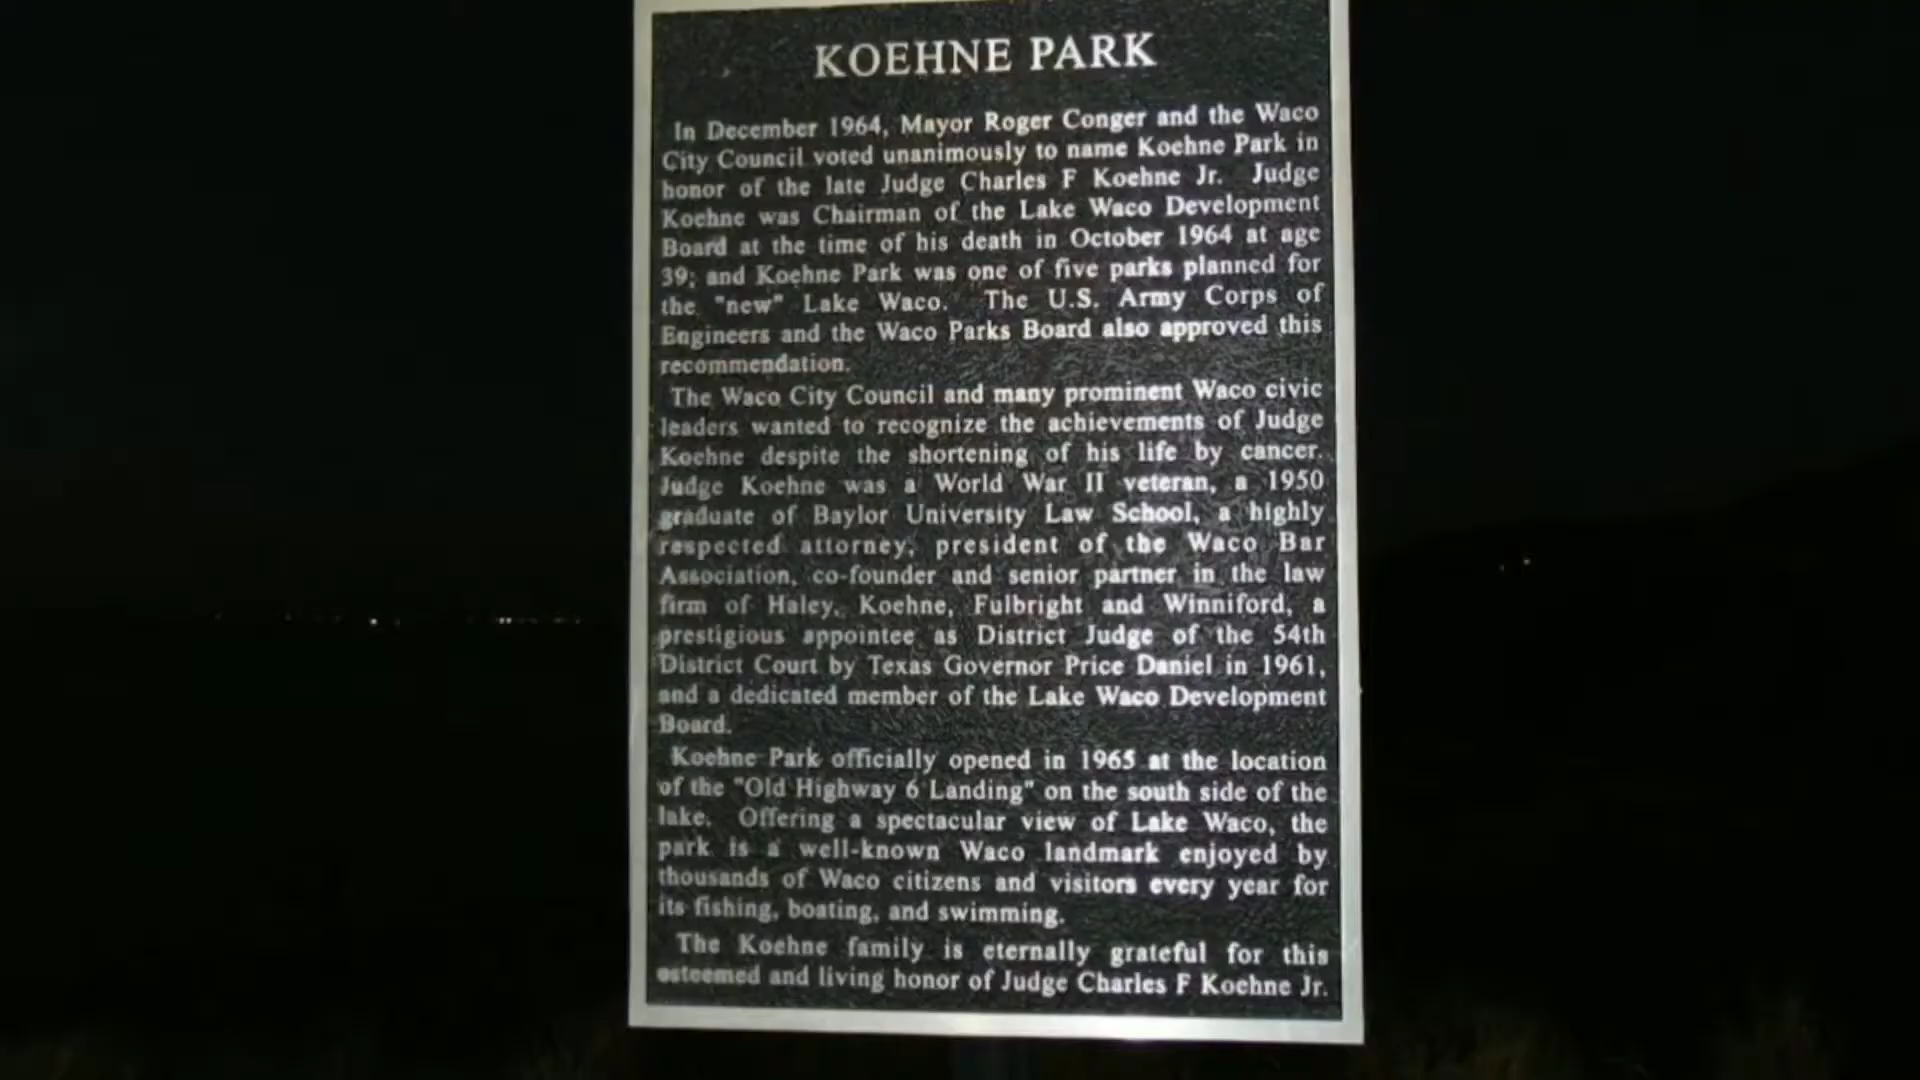 KOEHNE PARK
In December 1964, Mayor Roger Conger and the Waco
City Council voted unanimously to name Koehne Park in
honor of the late Judge Charles F Koehne Jr. Judge
Koehne was Chairman of the Lake Waco Development
Board at the time of his death in October 1964 at age
39; and Koehne Park was one of five parks planned for
the "new" Lake Waco. The U.S. Army Corps of
Engineers and the Waco Parks Board also approved this
recommendation.
The Waco City Council and many prominent Waco civic
leaders wanted to recognize the achievements of Judge
Koehne despite the shortening of his life by cancer.
Judge Koehne was a World War II veteran, a 1950
graduate of Baylor University Law School, a highly
respected attorney, president of the Waco Bar
Association, co-founder and senior partner in the law
firm of Haley, Koehne, Fulbright and Winniford, a
prestigious appointee as District Judge of the 54th
District Court by Texas Governor Price Daniel in 1961,
and a dedicated member of the Lake Waco Development
Board.
Koehne Park officially opened in 1965 at the location
of the "Old Highway 6 Landing" on the south side of the
lake. Offering a spectacular view of Lake Waco, the
park is a well-known Waco landmark enjoyed by
thousands of Waco citizens and visitors every year for
its fishing, boating, and swimming.
The Koehne family is eternally grateful for this
esteemed and living honor of Judge Charles F Koehne Jr.